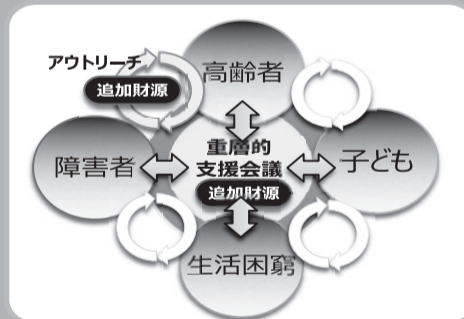 アウトリーチ
追加財源
高齢者
障害者
重層的
支援会議
追加財源
子ども
生活困窮